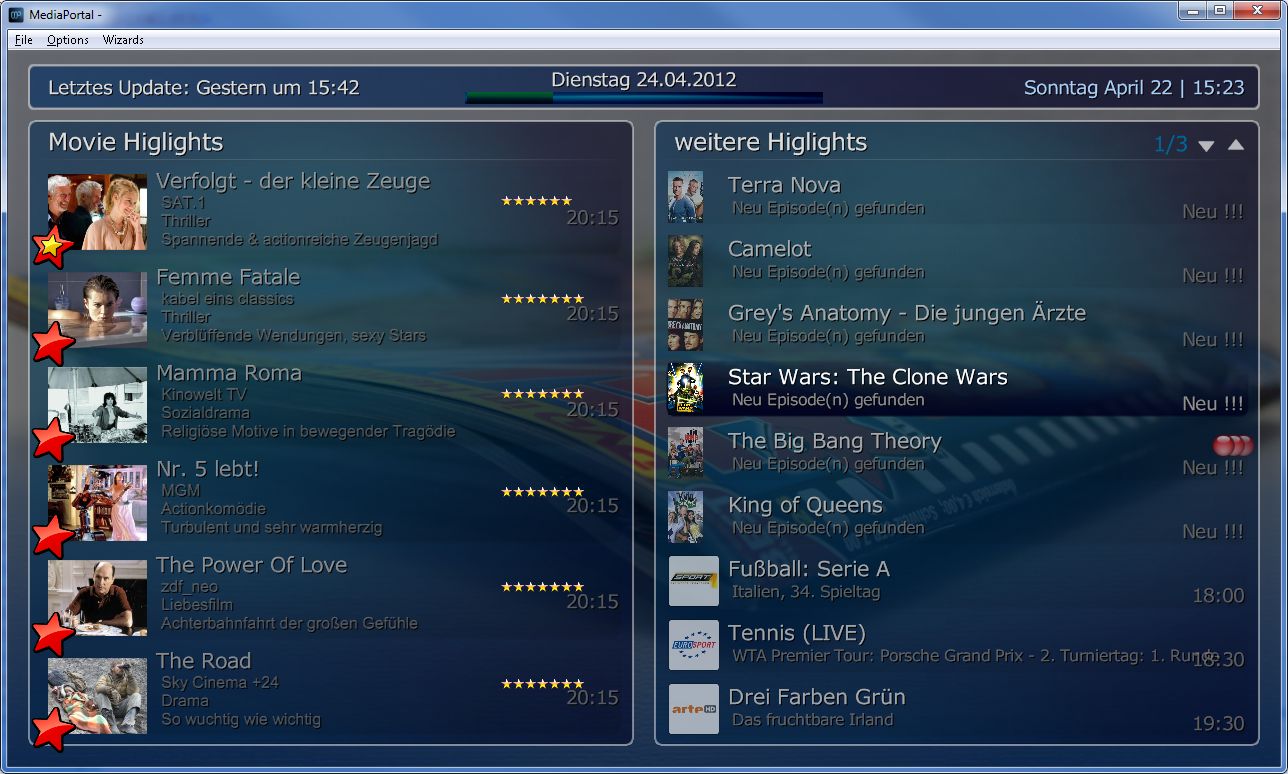 MediaPortal -
File Options Wizards
Letztes Update: Gestern um 15:42
Dienstag 24.04.2012
Sonntag April 22 | 15:23
Movie Higlights
Verfolgt - der kleine Zeuge
SAT.1
Thriller
Spannende & actionreiche Zeugenjagd
20:15
Femme Fatale
kabel eins classics
Thriller
Verblüffende Wendungen, sexy Stars
20:15
Mamma Roma
Kinowelt TV
Sozialdrama
Religiöse Motive in bewegender Tragödie
20:15
Nr. 5 lebt!
MGM
Actionkomödie
Turbulent und sehr warmherzig
20:15
The Power Of Love
zdf_neo
Liebesfilm
Achterbahnfahrt der großen Gefühle
20:15
The Road
Sky Cinema +24
Drama
So wuchtig wie wichtig
20:15
weitere Higlights
1/3
Terra Nova
Neu Episode(n) gefunden
Neu !!!
Camelot
Neu Episode(n) gefunden
Neu !!!
Grey's Anatomy - Die jungen Ärzte
Neu Episode(n) gefunden
Neu !!!
Star Wars: The Clone Wars
Neu Episode(n) gefunden
Neu !!!
The Big Bang Theory
Neu Episode(n) gefunden
Neu !!!
King of Queens
Neu Episode(n) gefunden
Neu !!!
SPORT1
Fußball: Serie A
Italien, 34. Spieltag
18:00
EUROSPORT
Tennis (LIVE)
WTA Premier Tour: Porsche Grand Prix - 2. Turniertag: 1. Rund
18:30
arte HD
Drei Farben Grün
Das fruchtbare Irland
19:30